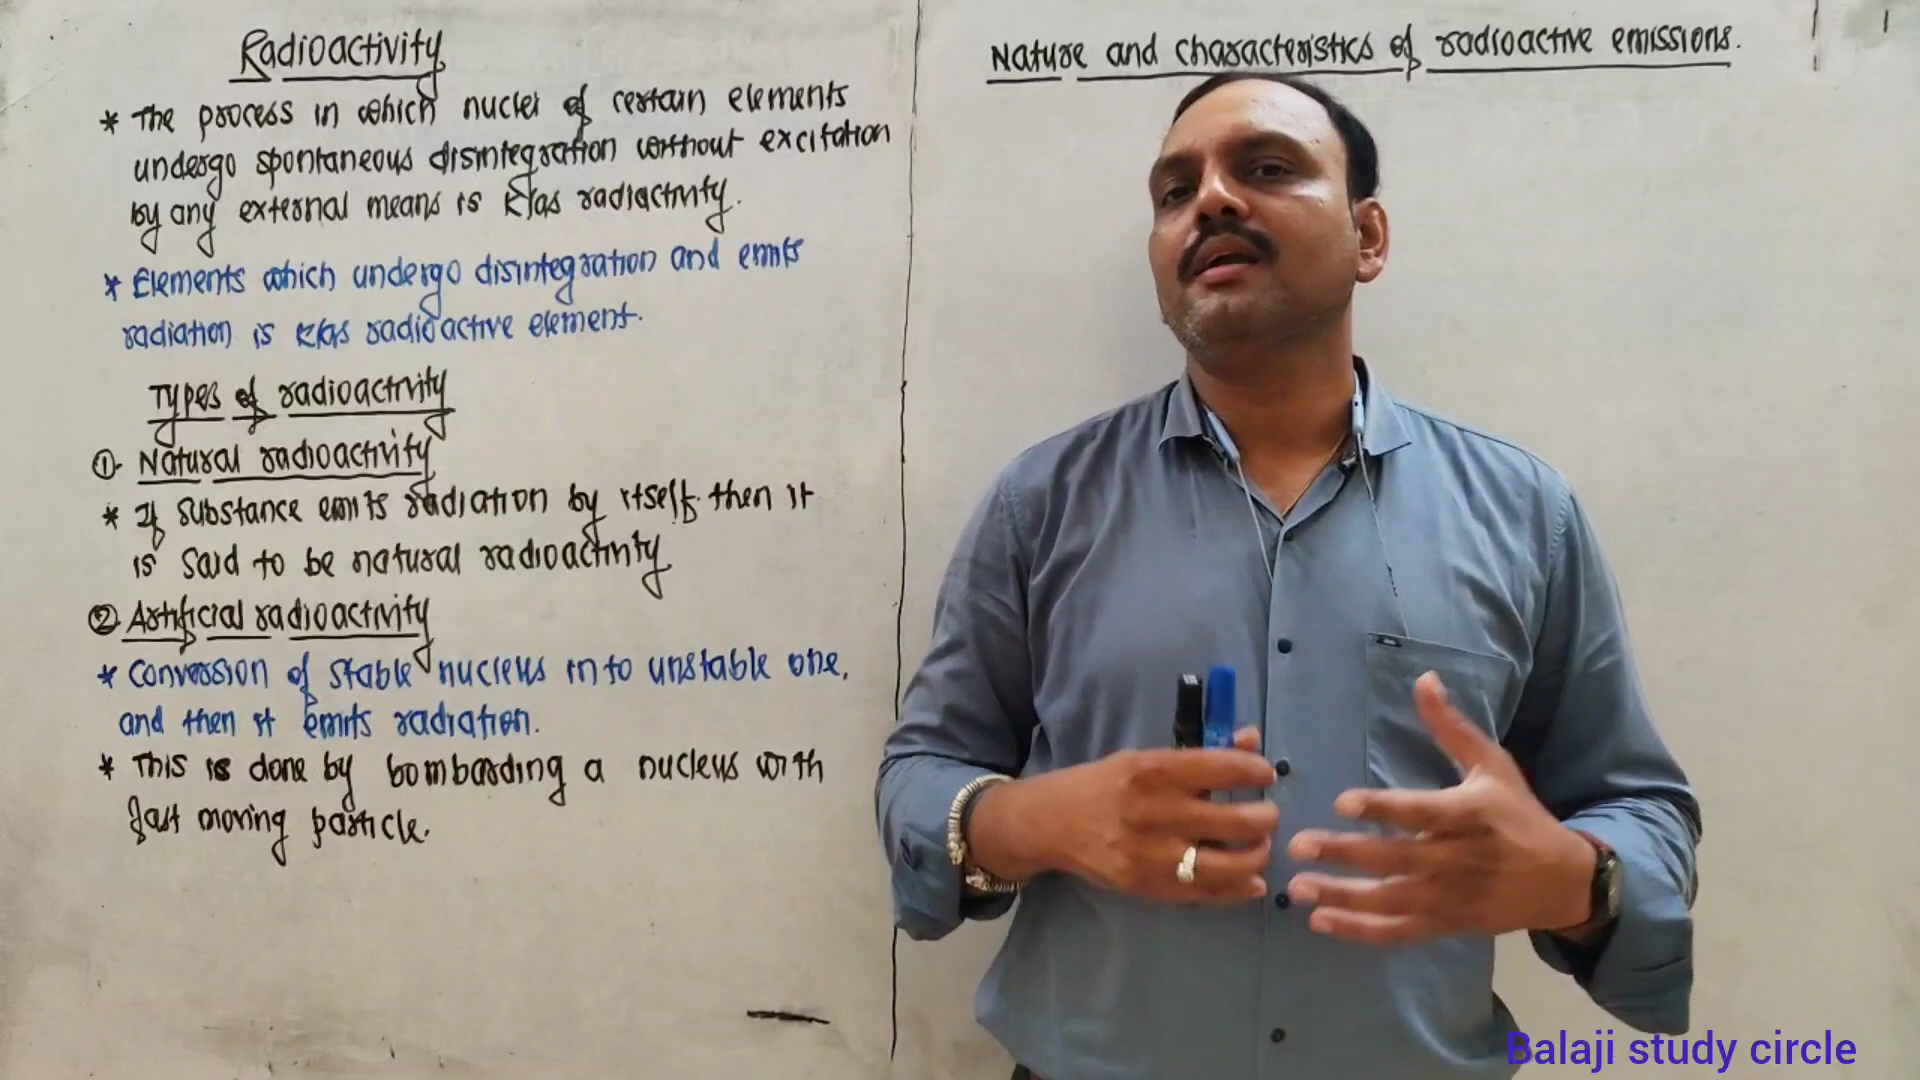 Radioactivity
* The process in which nuclei of certain elements
undergo spontaneous disintegration without excitation
by any external means is k/as radiactivity.
* Elements which undergo disintegration and emits
radiation is k/as radioactive element.
Types of radioactivity
①. Natural radioactivity
* If substance emits radiation by itself. then it
is said to be natural radioactivity
② Artificial radioactivity
* Conversion of stable nucleus in to unstable one,
and then it emits radiation.
* This is done by bombarding a nucleus with
fast moving particle.
Nature and characteristics of radioactive emissions.
Balaji study circle